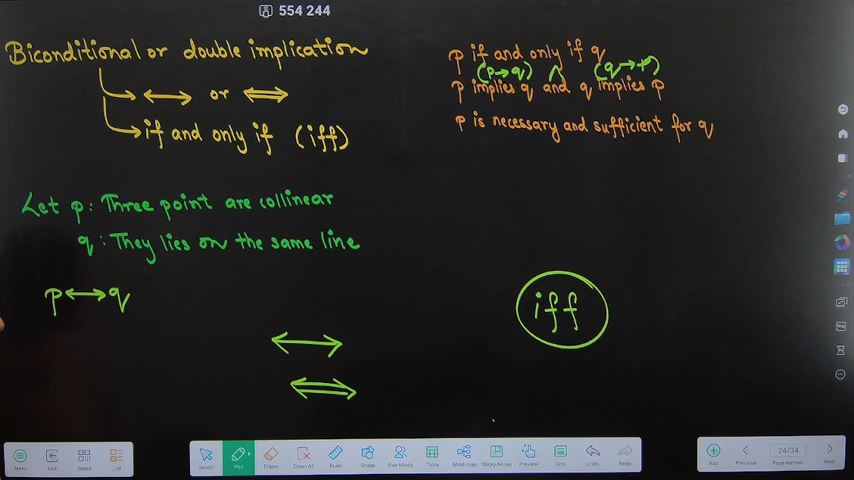 554 244
Biconditional or double implication
⟷ or ⟺
if and only if (iff)
p if and only if q
(p→q) ∧ (q→p)
p implies q and q implies p
p is necessary and sufficient for q
Let p: Three point are collinear
q: They lies on the same line
p⟷q
iff
⟷
⟺
Menu Share List
Select Pen Eraser Clear All Ruler Shape Pan Mode Table Mind map Sticky-Notes Preview Grid Undo Redo
Add Previous 24/34 Next
Page number